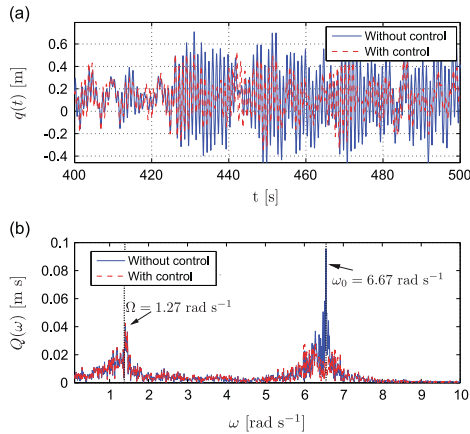 (a)
Without control
With control
0.6
0.4
0.2
0
-0.2
-0.4
q(t) [m]
400 420 440 460 480 500
t [s]
(b)
0.1
0.08
0.06
0.04
0.02
0
Q(ω) [m s]
Without control
With control
Ω = 1.27 rad s⁻¹
ω₀ = 6.67 rad s⁻¹
1 2 3 4 5 6 7 8 9 10
ω [rad s⁻¹]